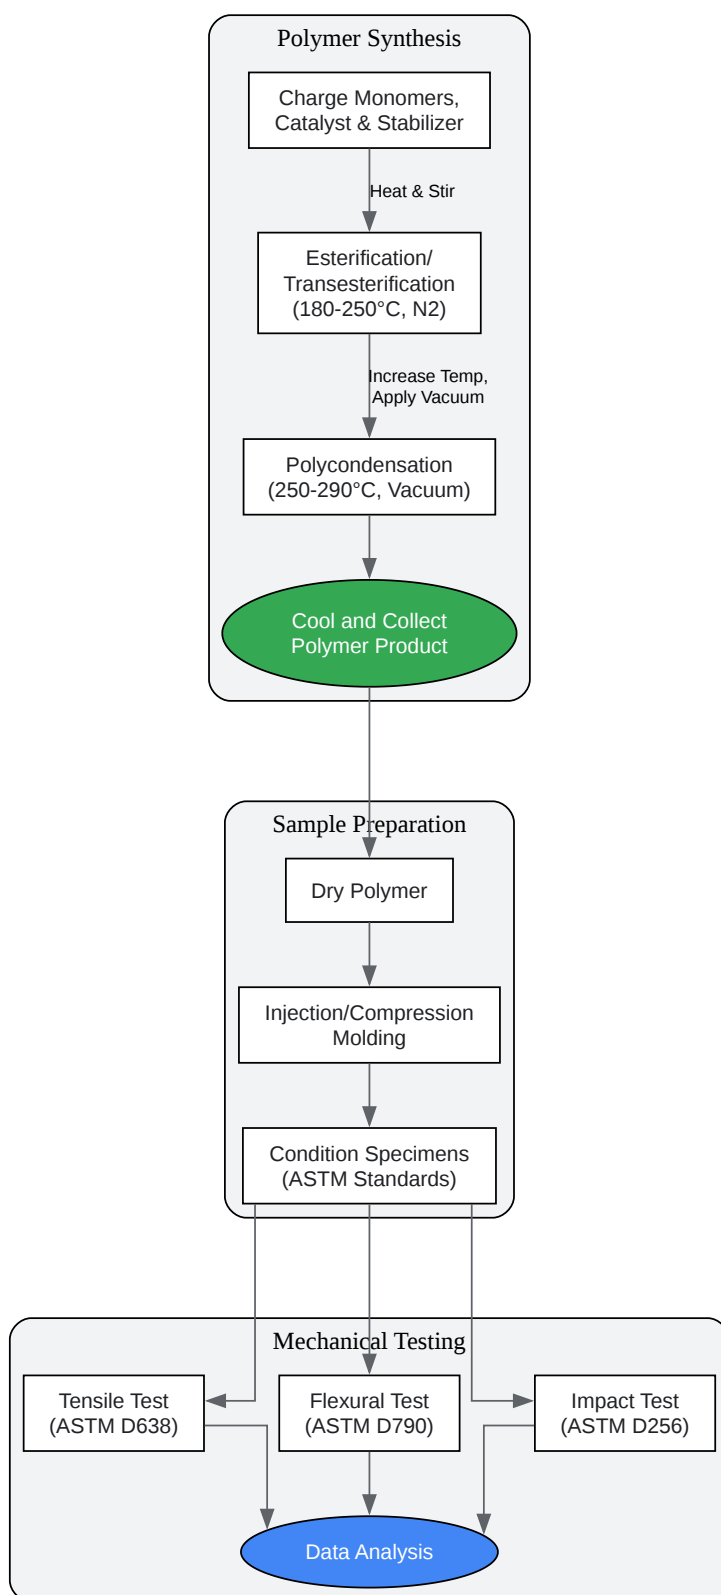 Polymer Synthesis
Charge Monomers,
Catalyst & Stabilizer
Heat & Stir
Esterification/
Transesterification
(180-250°C, N2)
Increase Temp,
Apply Vacuum
Polycondensation
(250-290°C, Vacuum)
Cool and Collect
Polymer Product
Sample Preparation
Dry Polymer
Injection/Compression
Molding
Condition Specimens
(ASTM Standards)
Mechanical Testing
Tensile Test
(ASTM D638)
Flexural Test
(ASTM D790)
Impact Test
(ASTM D256)
Data Analysis